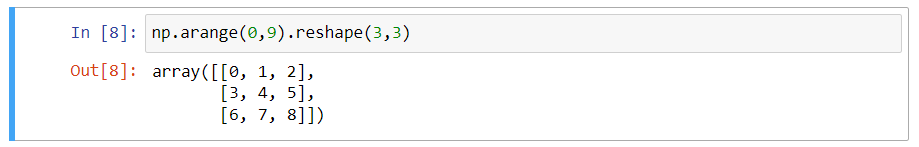 In [8]: np.arange(0,9).reshape(3,3)
Out[8]: array([[0, 1, 2],
[3, 4, 5],
[6, 7, 8]])